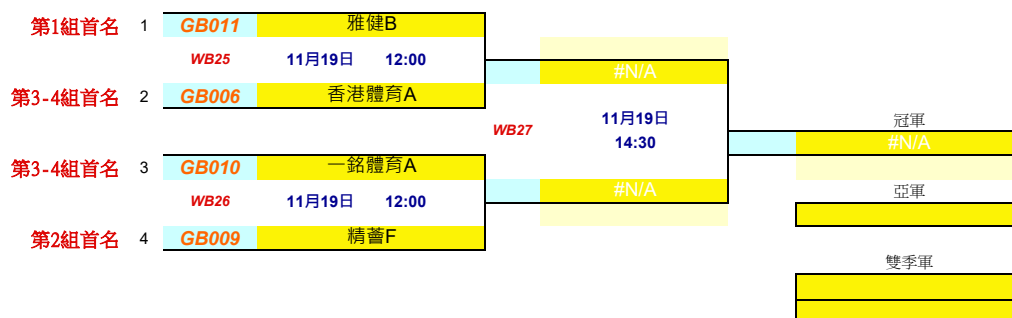 第1組首名 1 GB011 雅健B
WB25 11月19日 12:00
#N/A
第3-4組首名 2 GB006 香港體育A
WB27 11月19日
14:30
冠軍
#N/A
第3-4組首名 3 GB010 一銘體育A
WB26 11月19日 12:00
#N/A
亞軍
第2組首名 4 GB009 精薈F
雙季軍